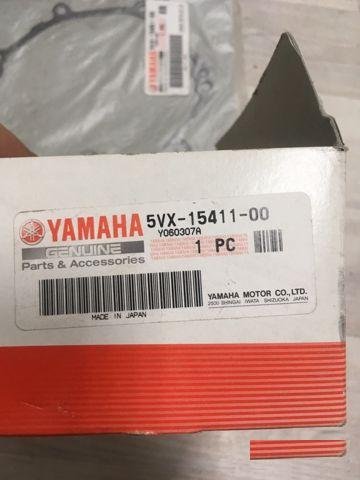 YAMAHA
5VX-15411-00
Y060307A
GENUINE
1 PC
Parts & Accessories
MADE IN JAPAN
YAMAHA MOTOR CO., LTD.
2500 SHINGAI IWATA SHIZUOKA JAPAN